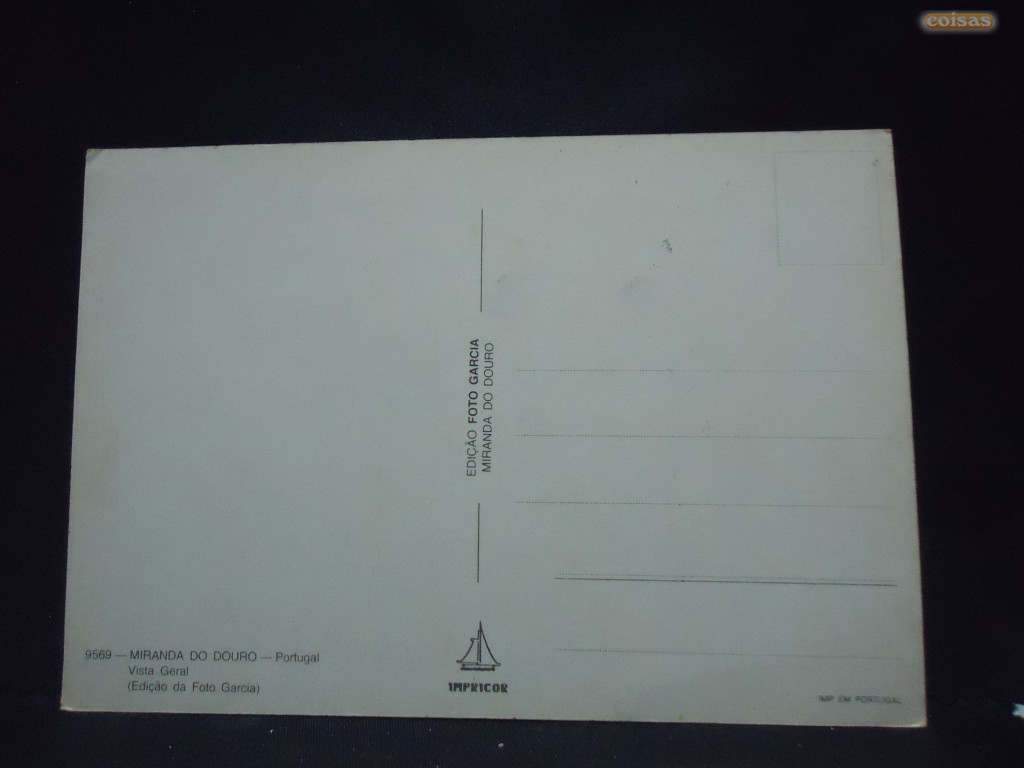 coisas
EDIÇÃO FOTO GARCIA
MIRANDA DO DOURO
9569 — MIRANDA DO DOURO — Portugal
Vista Geral
(Edição da Foto Garcia)
IMPRICOR
IMP. EM PORTUGAL